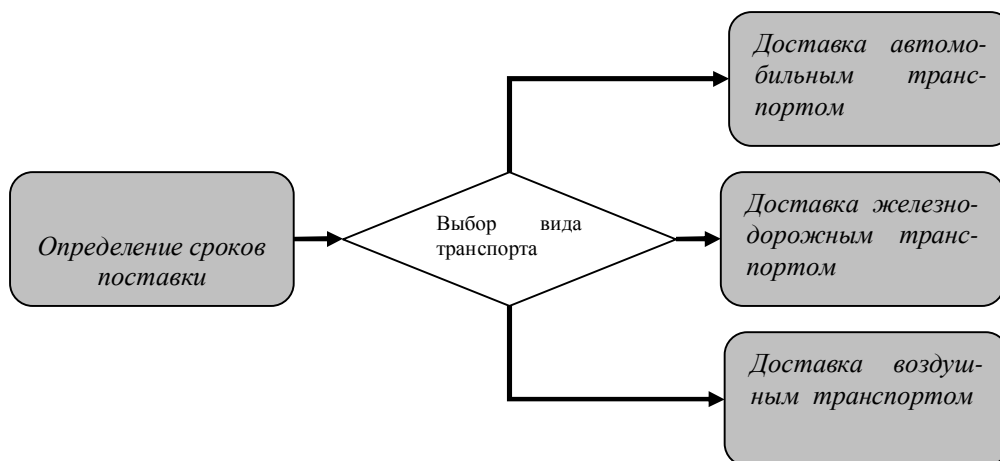 Определение сроков
поставки
Выбор вида
транспорта
Доставка автомо-
бильным транс-
портом
Доставка железно-
дорожным транс-
портом
Доставка воздуш-
ным транспортом